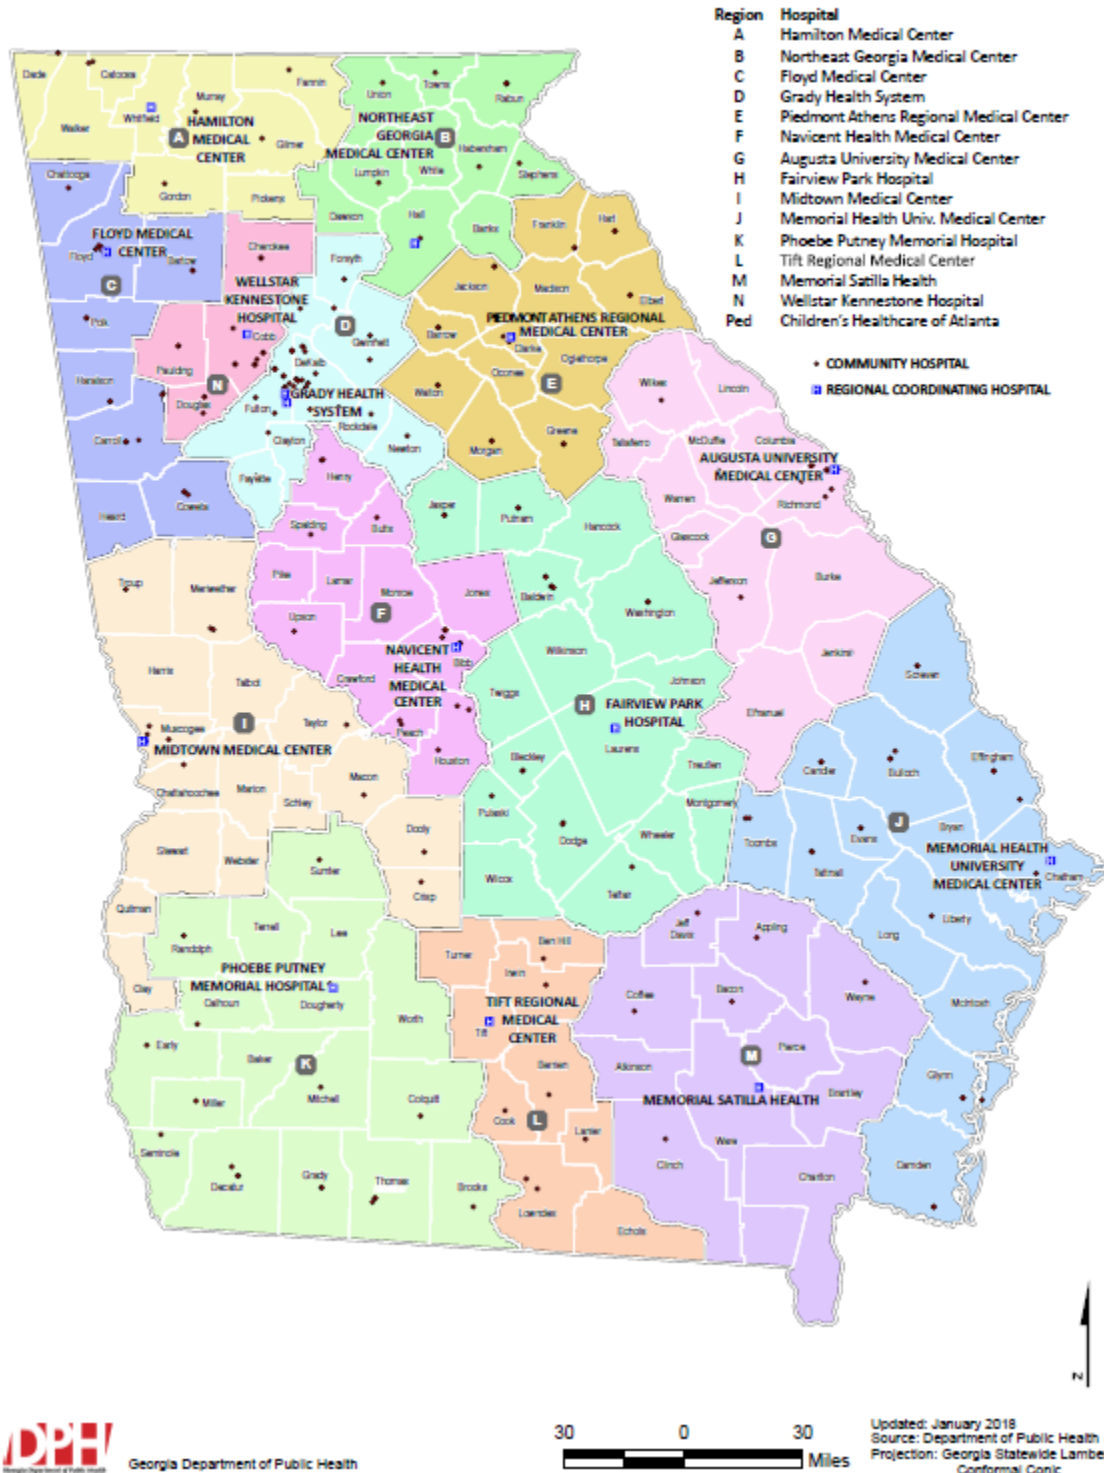 Region Hospital
A Hamilton Medical Center
B Northeast Georgia Medical Center
C Floyd Medical Center
D Grady Health System
E Piedmont Athens Regional Medical Center
F Navicent Health Medical Center
G Augusta University Medical Center
H Fairview Park Hospital
I Midtown Medical Center
J Memorial Health Univ. Medical Center
K Phoebe Putney Memorial Hospital
L Tift Regional Medical Center
M Memorial Satilla Health
N Wellstar Kennestone Hospital
Ped Children's Healthcare of Atlanta
COMMUNITY HOSPITAL
H REGIONAL COORDINATING HOSPITAL
Dade
Catoosa
Fannin
Murray
Whitfield
Walker
Gilmer
HAMILTON
MEDICAL
CENTER
A
Chattooga
Gordon
Pickens
Union
Towns
Rabun
NORTHEAST
GEORGIA
MEDICAL CENTER
B
Habersham
Lumpkin
White
Stephens
Dawson
Hall
Banks
FLOYD MEDICAL
CENTER
Floyd
Bartow
C
Polk
Haralson
Carroll
Heard
Coweta
Cherokee
WELLSTAR
KENNESTONE
HOSPITAL
Cobb
Paulding
N
Douglas
Forsyth
D
Gwinnett
DeKalb
GRADY HEALTH
SYSTEM
Fulton
Rockdale
Clayton
Newton
Fayette
Franklin
Hart
Jackson
Madison
Elbert
PIEDMONT ATHENS REGIONAL
MEDICAL CENTER
Barrow
Clarke
Oglethorpe
Oconee
E
Walton
Greene
Morgan
Wilkes
Lincoln
Taliaferro
McDuffie
Columbia
AUGUSTA UNIVERSITY
MEDICAL CENTER
Warren
Richmond
Glascock
G
Jefferson
Burke
Jenkins
Emanuel
Henry
Spalding
Butts
Pike
Lamar
Monroe
Jones
Upson
F
NAVICENT
HEALTH
MEDICAL
CENTER
Bibb
Crawford
Peach
Houston
Jasper
Putnam
Hancock
Baldwin
Washington
Wilkinson
Twiggs
Johnson
H
FAIRVIEW PARK
HOSPITAL
Laurens
Bleckley
Treutlen
Pulaski
Montgomery
Dodge
Wheeler
Wilcox
Telfair
Troup
Meriwether
Harris
Talbot
Muscogee
I
Taylor
MIDTOWN MEDICAL CENTER
Chattahoochee
Marion
Macon
Schley
Dooly
Stewart
Webster
Crisp
Quitman
Clay
Screven
Candler
Bulloch
Effingham
J
Toombs
Evans
Bryan
Tattnall
MEMORIAL HEALTH
UNIVERSITY
MEDICAL CENTER
Chatham
Liberty
Long
McIntosh
Glynn
Camden
Sumter
Terrell
Lee
Randolph
PHOEBE PUTNEY
MEMORIAL HOSPITAL
Calhoun
Dougherty
Worth
Early
Baker
K
Miller
Mitchell
Colquitt
Seminole
Decatur
Grady
Thomas
Brooks
Turner
Ben Hill
Irwin
TIFT REGIONAL
MEDICAL
CENTER
Tift
Berrien
Cook
L
Lanier
Lowndes
Echols
Jeff
Davis
Appling
Coffee
Bacon
Wayne
Pierce
Atkinson
M
Brantley
MEMORIAL SATILLA HEALTH
Ware
Clinch
Charlton
N
DPH
Georgia Department of Public Health
30 0 30
Miles
Updated: January 2018
Source: Department of Public Health
Projection: Georgia Statewide Lambe
Conformal Conic